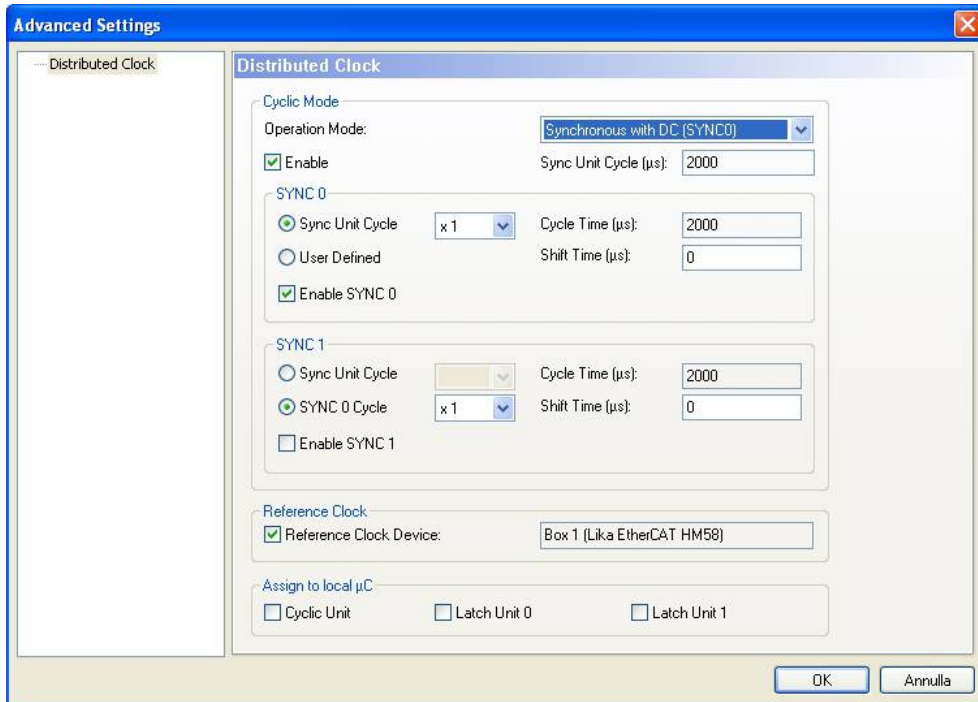 Advanced Settings
Distributed Clock
Distributed Clock
Cyclic Mode
Operation Mode: Synchronous with DC (SYNC0)
Enable Sync Unit Cycle (µs): 2000
SYNC 0
Sync Unit Cycle x 1 Cycle Time (µs): 2000
User Defined Shift Time (µs): 0
Enable SYNC 0
SYNC 1
Sync Unit Cycle Cycle Time (µs): 2000
SYNC 0 Cycle x 1 Shift Time (µs): 0
Enable SYNC 1
Reference Clock
Reference Clock Device: Box 1 (Lika EtherCAT HM58)
Assign to local µC
Cyclic Unit Latch Unit 0 Latch Unit 1
OK Annulla